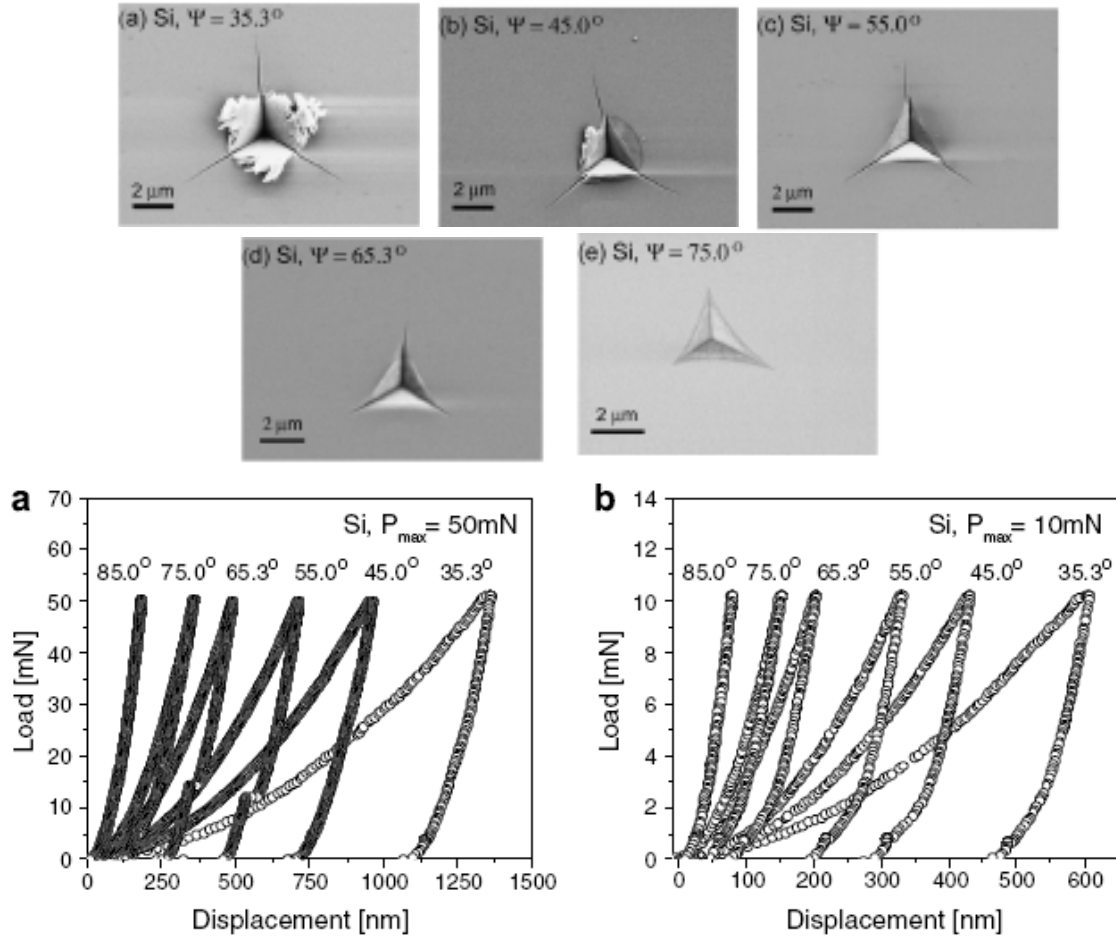 (a) Si, Ψ = 35.3°
2 μm
(b) Si, Ψ = 45.0°
2 μm
(c) Si, Ψ = 55.0°
2 μm
(d) Si, Ψ = 65.3°
2 μm
(e) Si, Ψ = 75.0°
2 μm
a
Si, Pmax= 50mN
85.0° 75.0° 65.3° 55.0° 45.0° 35.3°
70
60
50
40
30
20
10
0
Load [mN]
0 250 500 750 1000 1250 1500
Displacement [nm]
b
Si, Pmax= 10mN
85.0° 75.0° 65.3° 55.0° 45.0° 35.3°
14
12
10
8
6
4
2
0
Load [mN]
0 100 200 300 400 500 600
Displacement [nm]